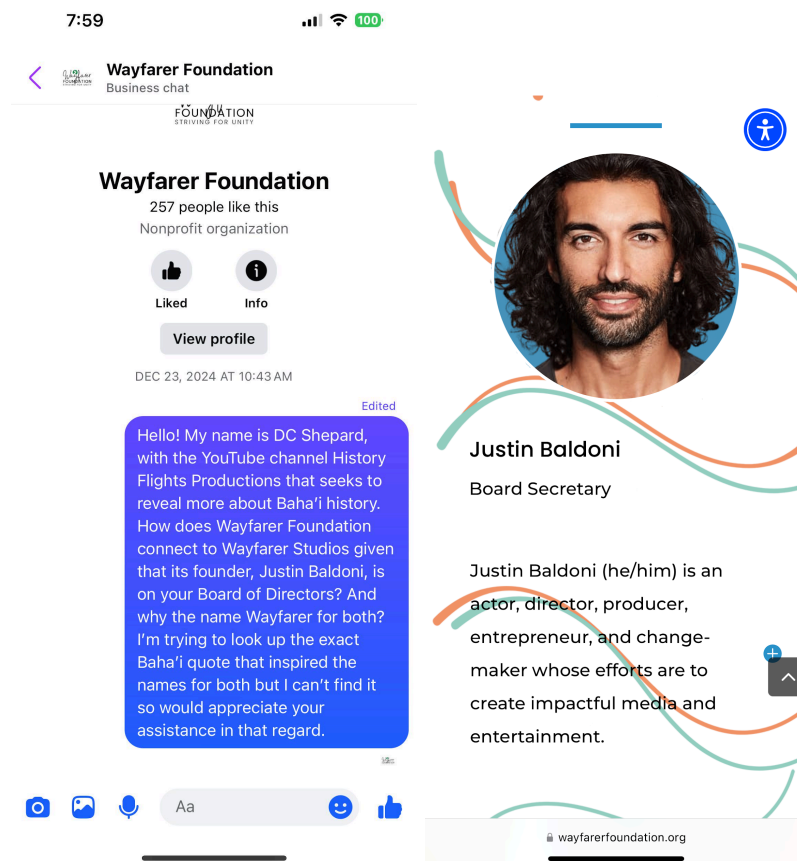 7:59
100
Wayfarer Foundation
Business chat
FOUNDATION
STRIVING FOR UNITY
Wayfarer Foundation
257 people like this
Nonprofit organization
Liked
Info
View profile
DEC 23, 2024 AT 10:43 AM
Edited
Hello! My name is DC Shepard,
with the YouTube channel History
Flights Productions that seeks to
reveal more about Baha'i history.
How does Wayfarer Foundation
connect to Wayfarer Studios given
that its founder, Justin Baldoni, is
on your Board of Directors? And
why the name Wayfarer for both?
I'm trying to look up the exact
Baha'i quote that inspired the
names for both but I can't find it
so would appreciate your
assistance in that regard.
Aa
Justin Baldoni
Board Secretary
Justin Baldoni (he/him) is an
actor, director, producer,
entrepreneur, and change-
maker whose efforts are to
create impactful media and
entertainment.
wayfarerfoundation.org